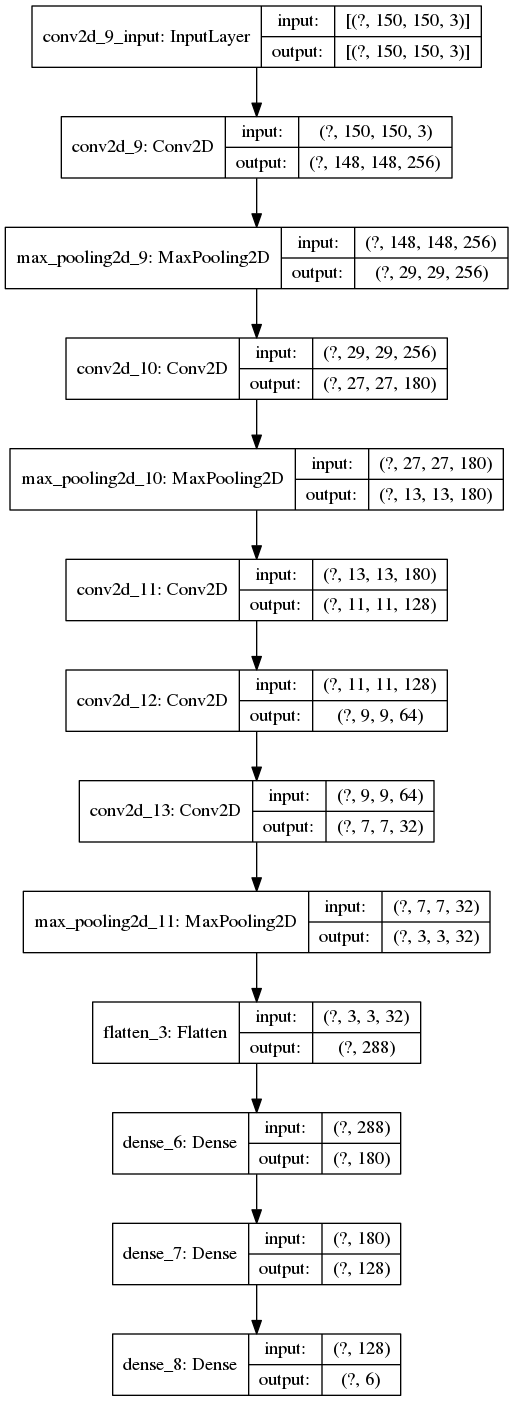 conv2d_9_input: InputLayer
input: [(?, 150, 150, 3)]
output: [(?, 150, 150, 3)]
conv2d_9: Conv2D
input: (?, 150, 150, 3)
output: (?, 148, 148, 256)
max_pooling2d_9: MaxPooling2D
input: (?, 148, 148, 256)
output: (?, 29, 29, 256)
conv2d_10: Conv2D
input: (?, 29, 29, 256)
output: (?, 27, 27, 180)
max_pooling2d_10: MaxPooling2D
input: (?, 27, 27, 180)
output: (?, 13, 13, 180)
conv2d_11: Conv2D
input: (?, 13, 13, 180)
output: (?, 11, 11, 128)
conv2d_12: Conv2D
input: (?, 11, 11, 128)
output: (?, 9, 9, 64)
conv2d_13: Conv2D
input: (?, 9, 9, 64)
output: (?, 7, 7, 32)
max_pooling2d_11: MaxPooling2D
input: (?, 7, 7, 32)
output: (?, 3, 3, 32)
flatten_3: Flatten
input: (?, 3, 3, 32)
output: (?, 288)
dense_6: Dense
input: (?, 288)
output: (?, 180)
dense_7: Dense
input: (?, 180)
output: (?, 128)
dense_8: Dense
input: (?, 128)
output: (?, 6)